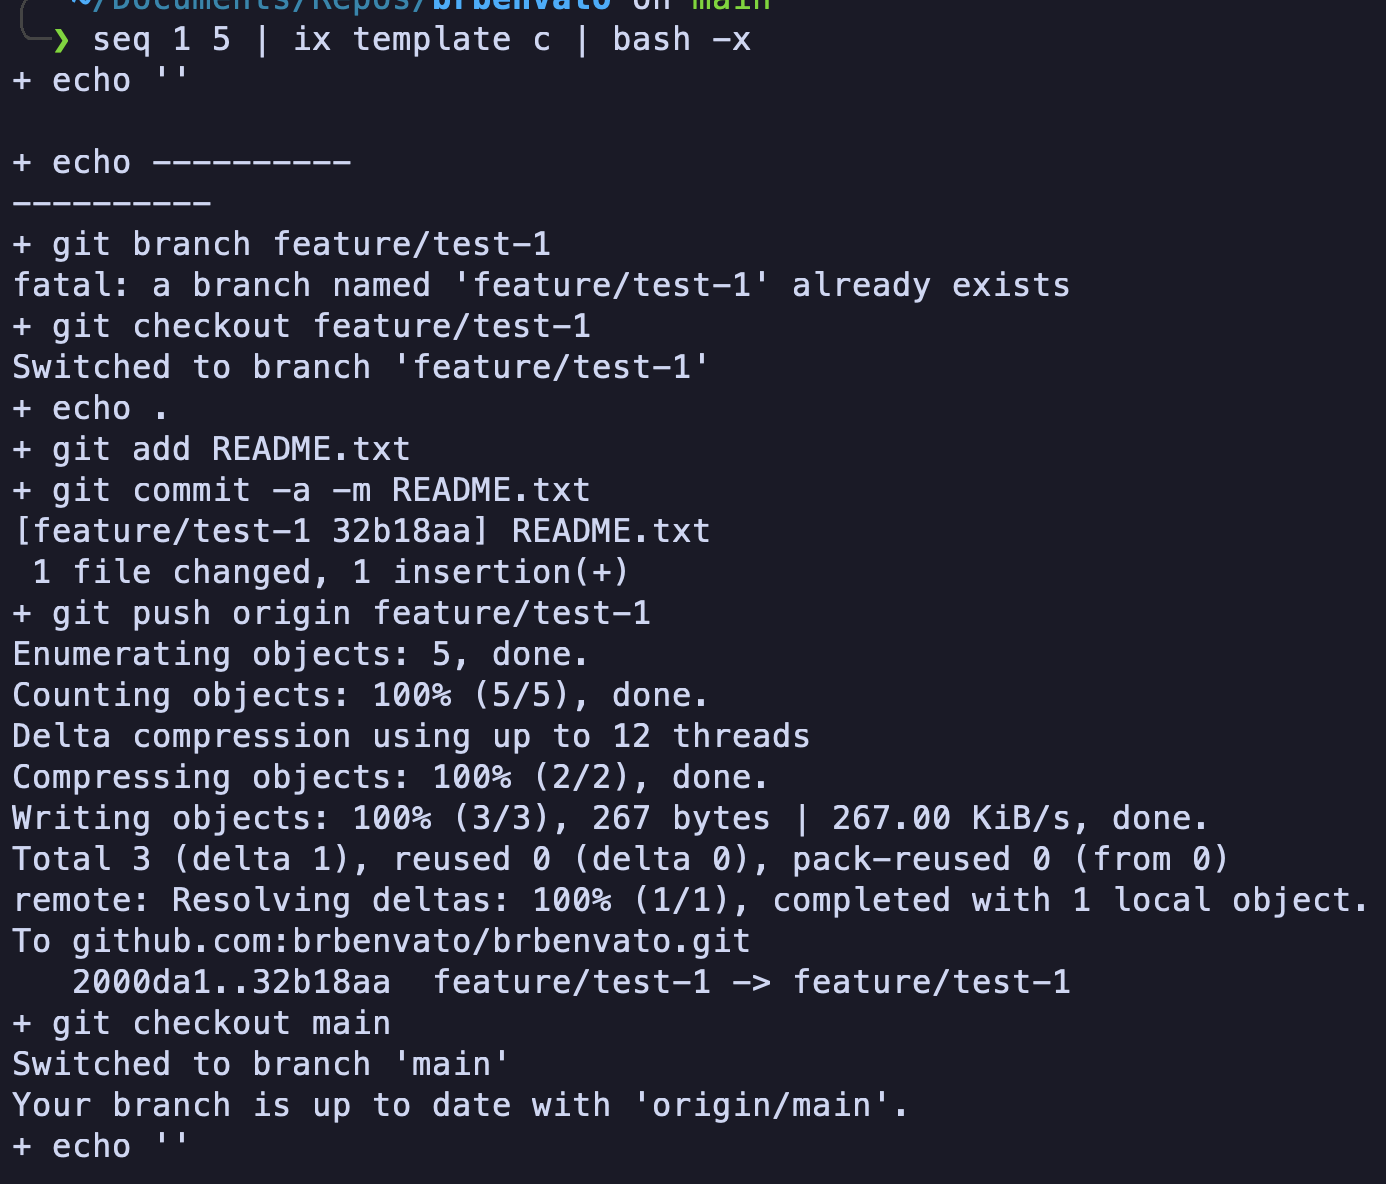 ~/Documents/Repos/brbenvato on main
❯ seq 1 5 | ix template c | bash -x
+ echo ''
+ echo ----------
----------
+ git branch feature/test-1
fatal: a branch named 'feature/test-1' already exists
+ git checkout feature/test-1
Switched to branch 'feature/test-1'
+ echo .
+ git add README.txt
+ git commit -a -m README.txt
[feature/test-1 32b18aa] README.txt
 1 file changed, 1 insertion(+)
+ git push origin feature/test-1
Enumerating objects: 5, done.
Counting objects: 100% (5/5), done.
Delta compression using up to 12 threads
Compressing objects: 100% (2/2), done.
Writing objects: 100% (3/3), 267 bytes | 267.00 KiB/s, done.
Total 3 (delta 1), reused 0 (delta 0), pack-reused 0 (from 0)
remote: Resolving deltas: 100% (1/1), completed with 1 local object.
To github.com:brbenvato/brbenvato.git
   2000da1..32b18aa  feature/test-1 -> feature/test-1
+ git checkout main
Switched to branch 'main'
Your branch is up to date with 'origin/main'.
+ echo ''